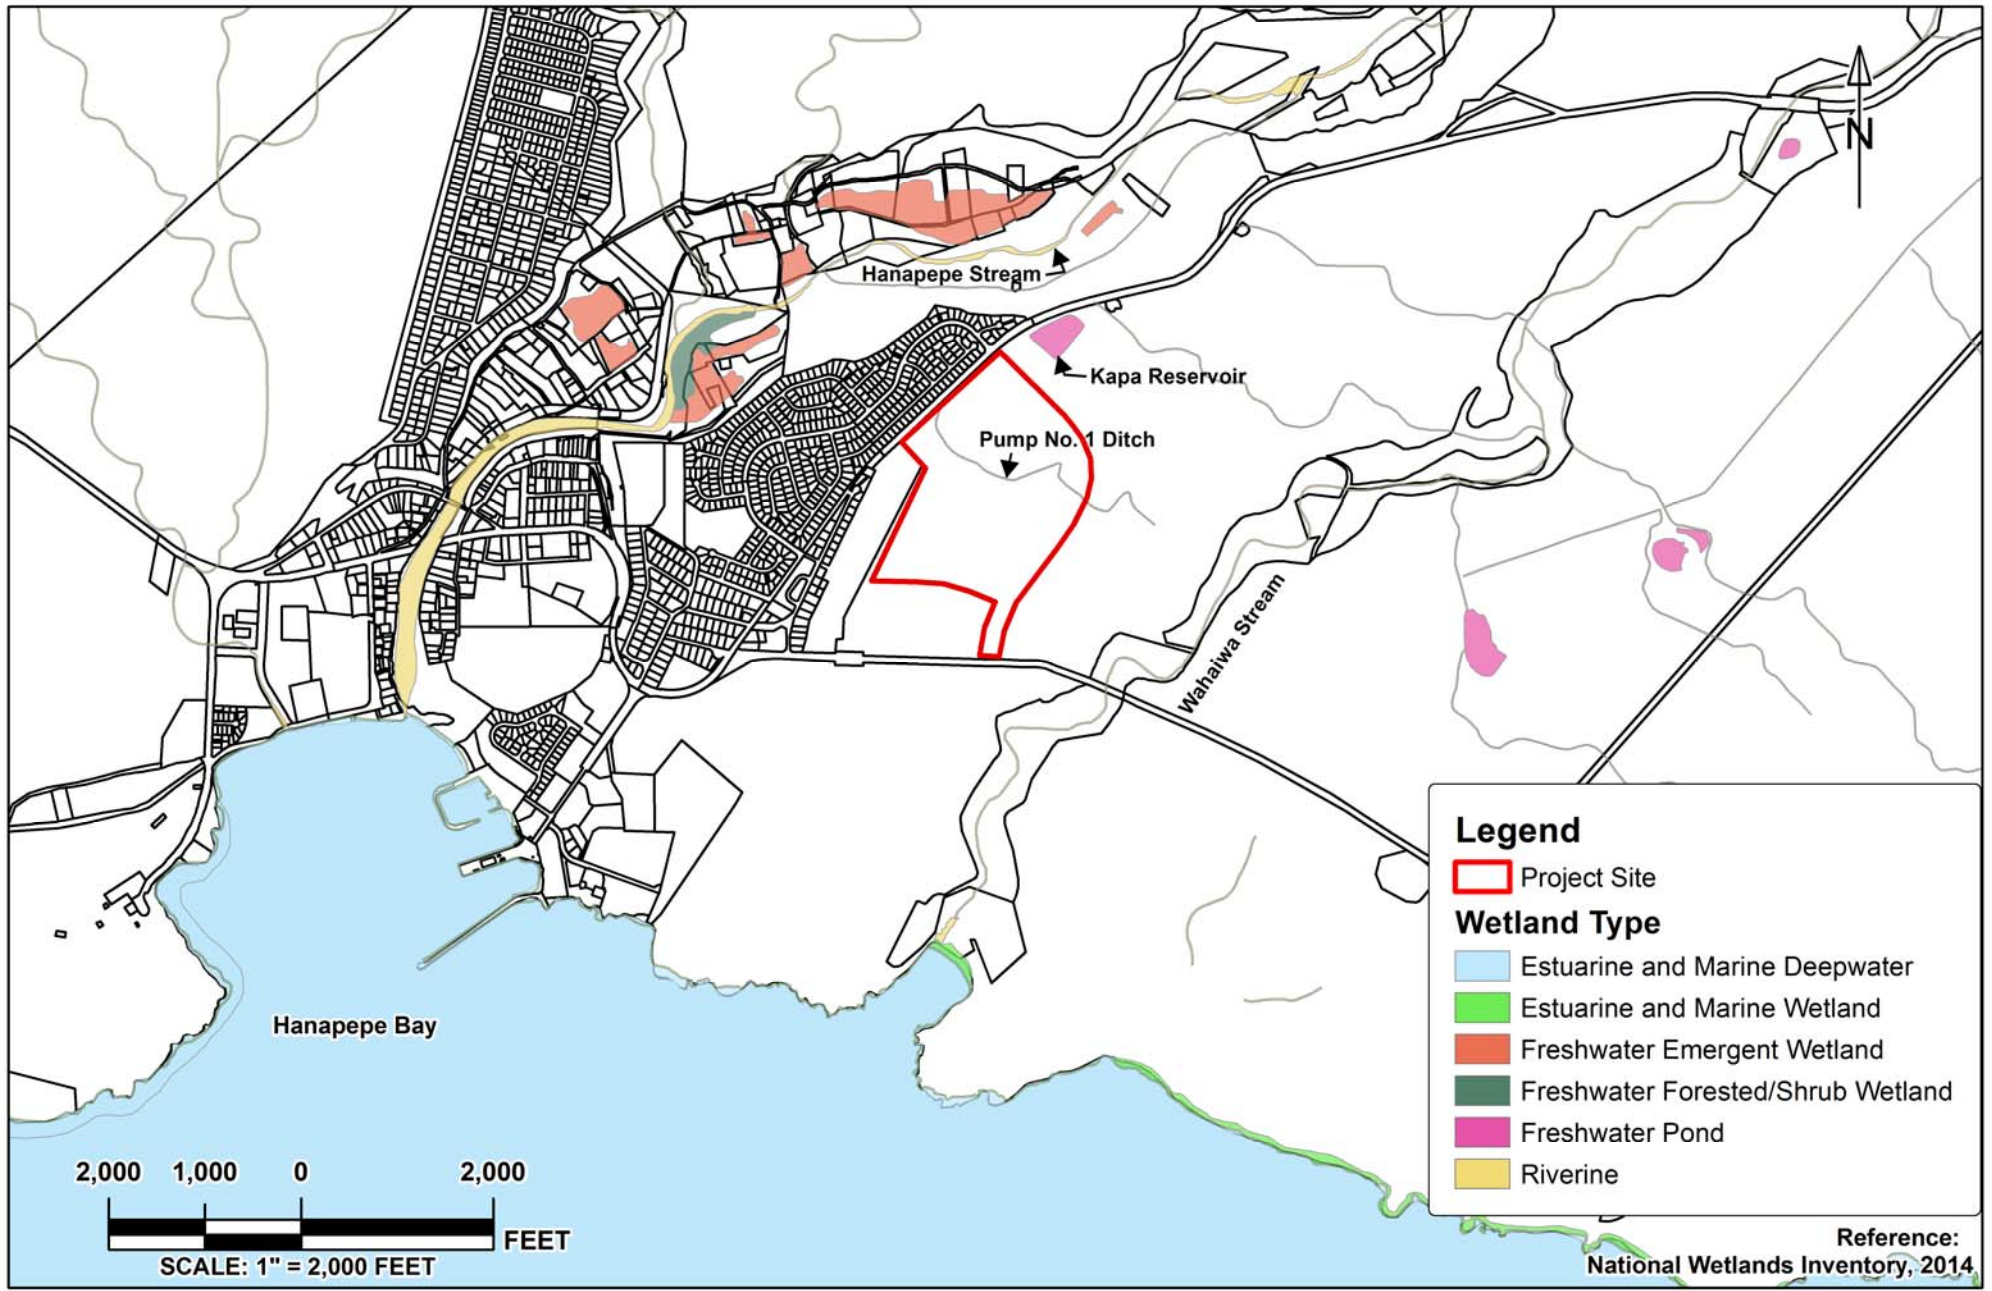 N
Hanapepe Stream
Kapa Reservoir
Pump No. 1 Ditch
Wahaiwa Stream
Hanapepe Bay
Legend
Project Site
Wetland Type
Estuarine and Marine Deepwater
Estuarine and Marine Wetland
Freshwater Emergent Wetland
Freshwater Forested/Shrub Wetland
Freshwater Pond
Riverine
2,000 1,000 0 2,000
FEET
SCALE: 1" = 2,000 FEET
Reference:
National Wetlands Inventory, 2014